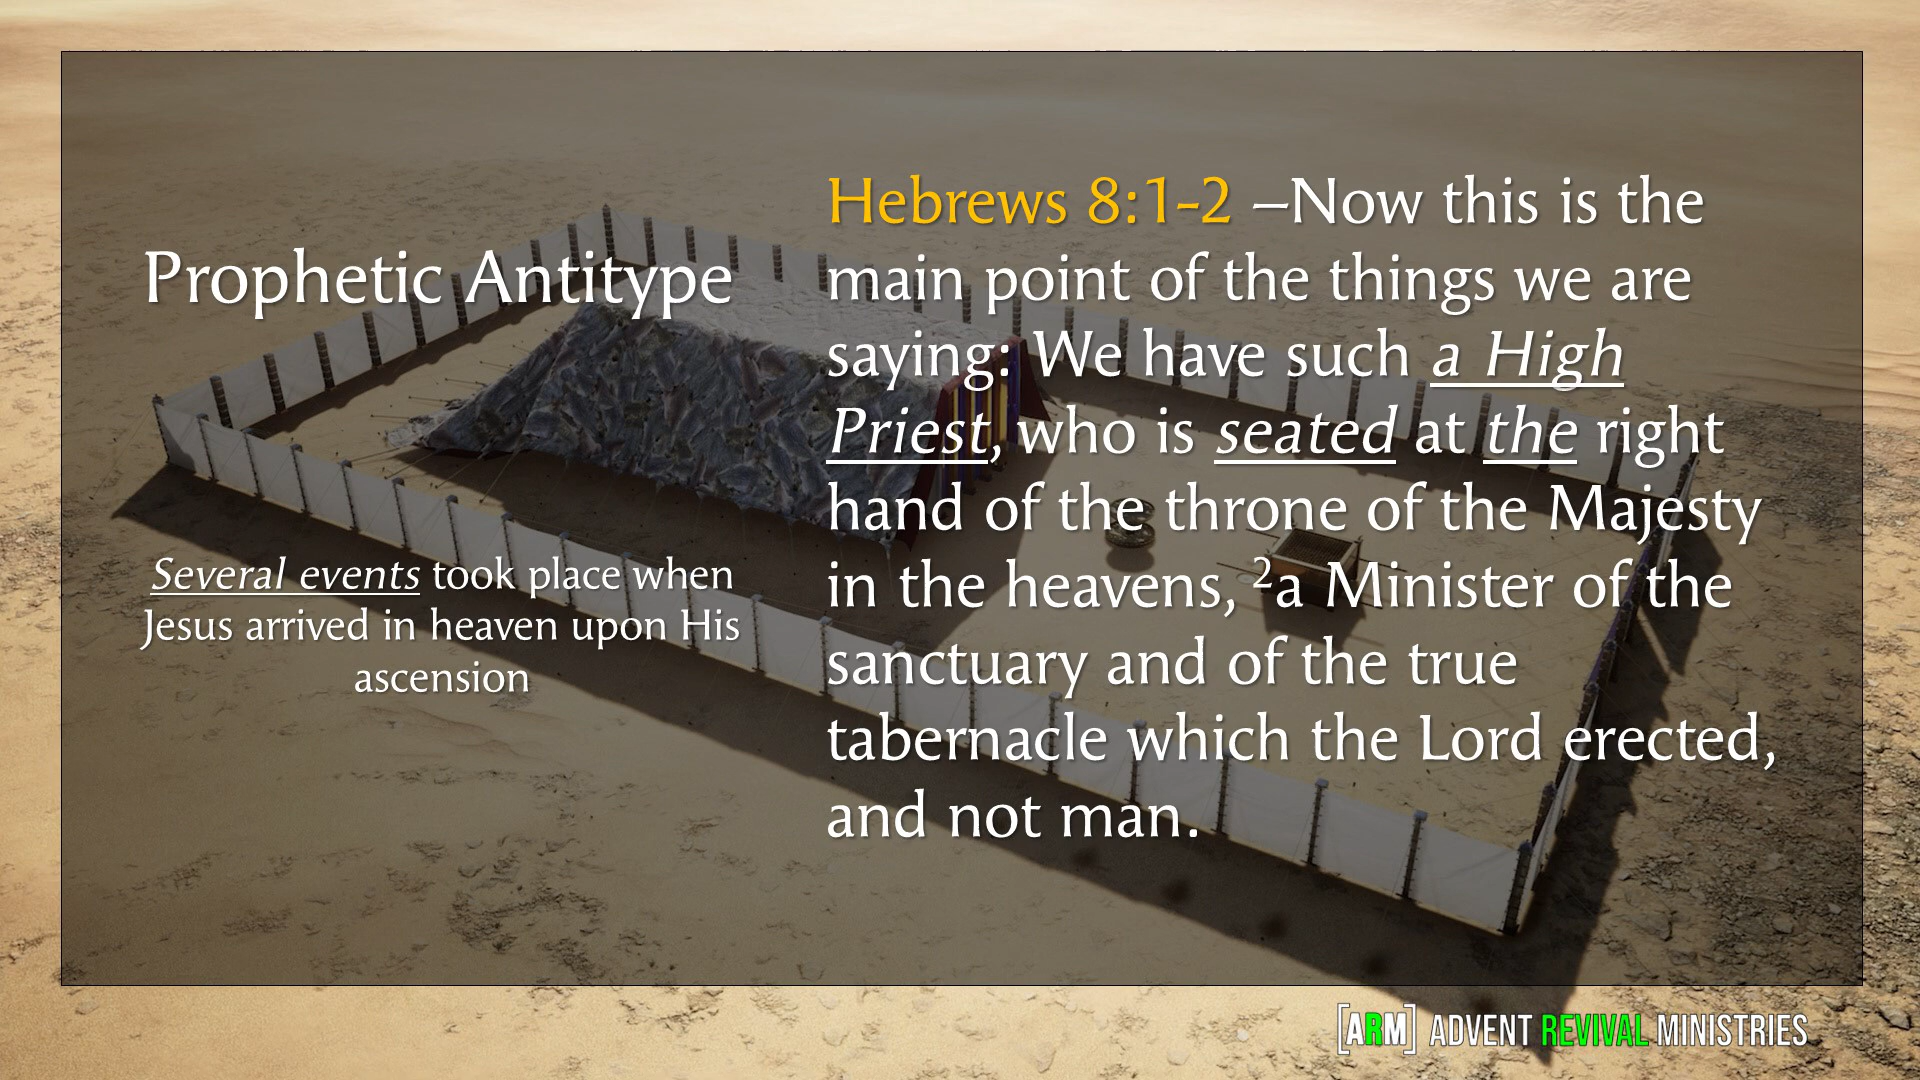 Prophetic Antitype
Several events took place when
Jesus arrived in heaven upon His
ascension
Hebrews 8:1-2 –Now this is the
main point of the things we are
saying: We have such a High
Priest, who is seated at the right
hand of the throne of the Majesty
in the heavens, ²a Minister of the
sanctuary and of the true
tabernacle which the Lord erected,
and not man.
[ARM] ADVENT REVIVAL MINISTRIES